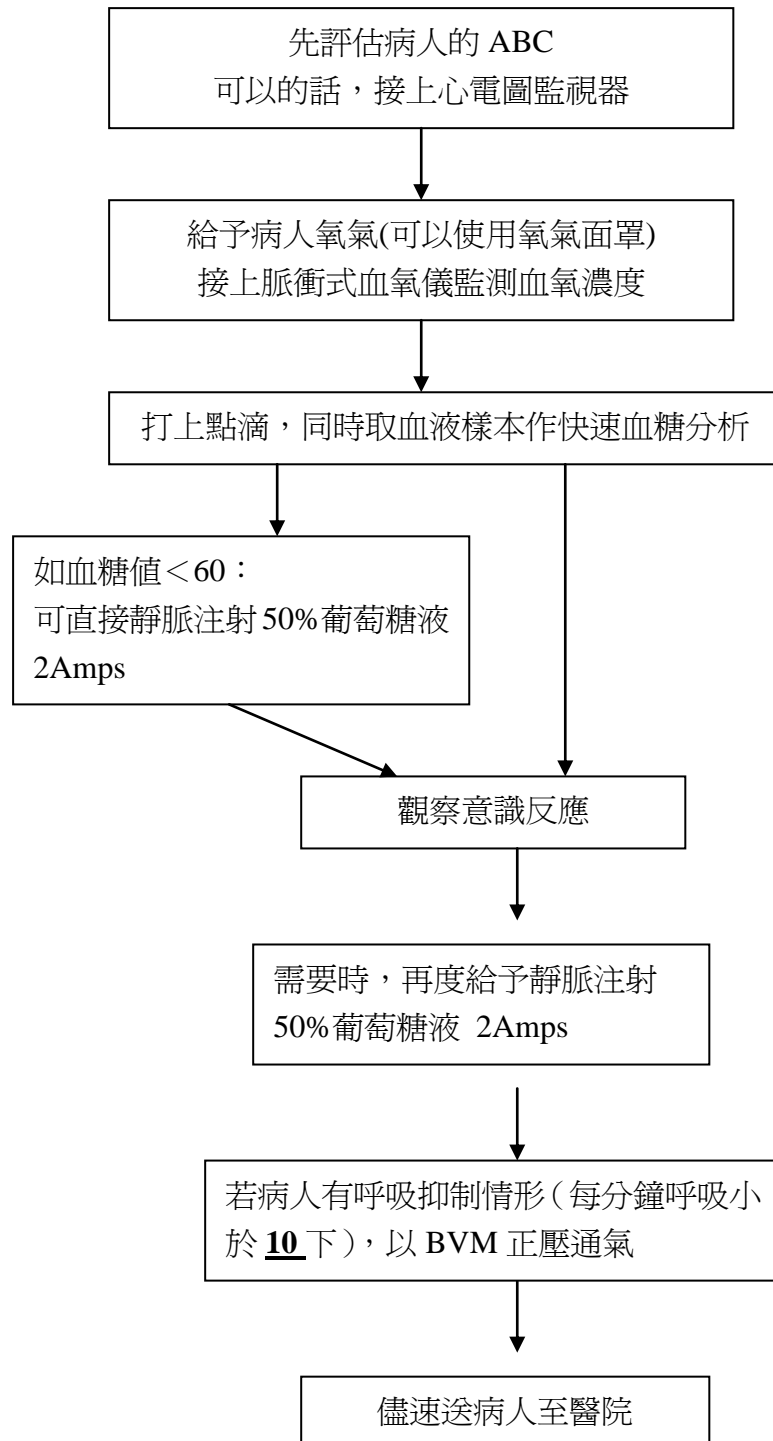 先評估病人的 ABC
可以的話，接上心電圖監視器
給予病人氧氣(可以使用氧氣面罩)
接上脈衝式血氧儀監測血氧濃度
打上點滴，同時取血液樣本作快速血糖分析
如血糖值＜60：
可直接靜脈注射 50%葡萄糖液
2Amps
觀察意識反應
需要時，再度給予靜脈注射
50%葡萄糖液 2Amps
若病人有呼吸抑制情形（每分鐘呼吸小
於 10 下），以 BVM 正壓通氣
儘速送病人至醫院